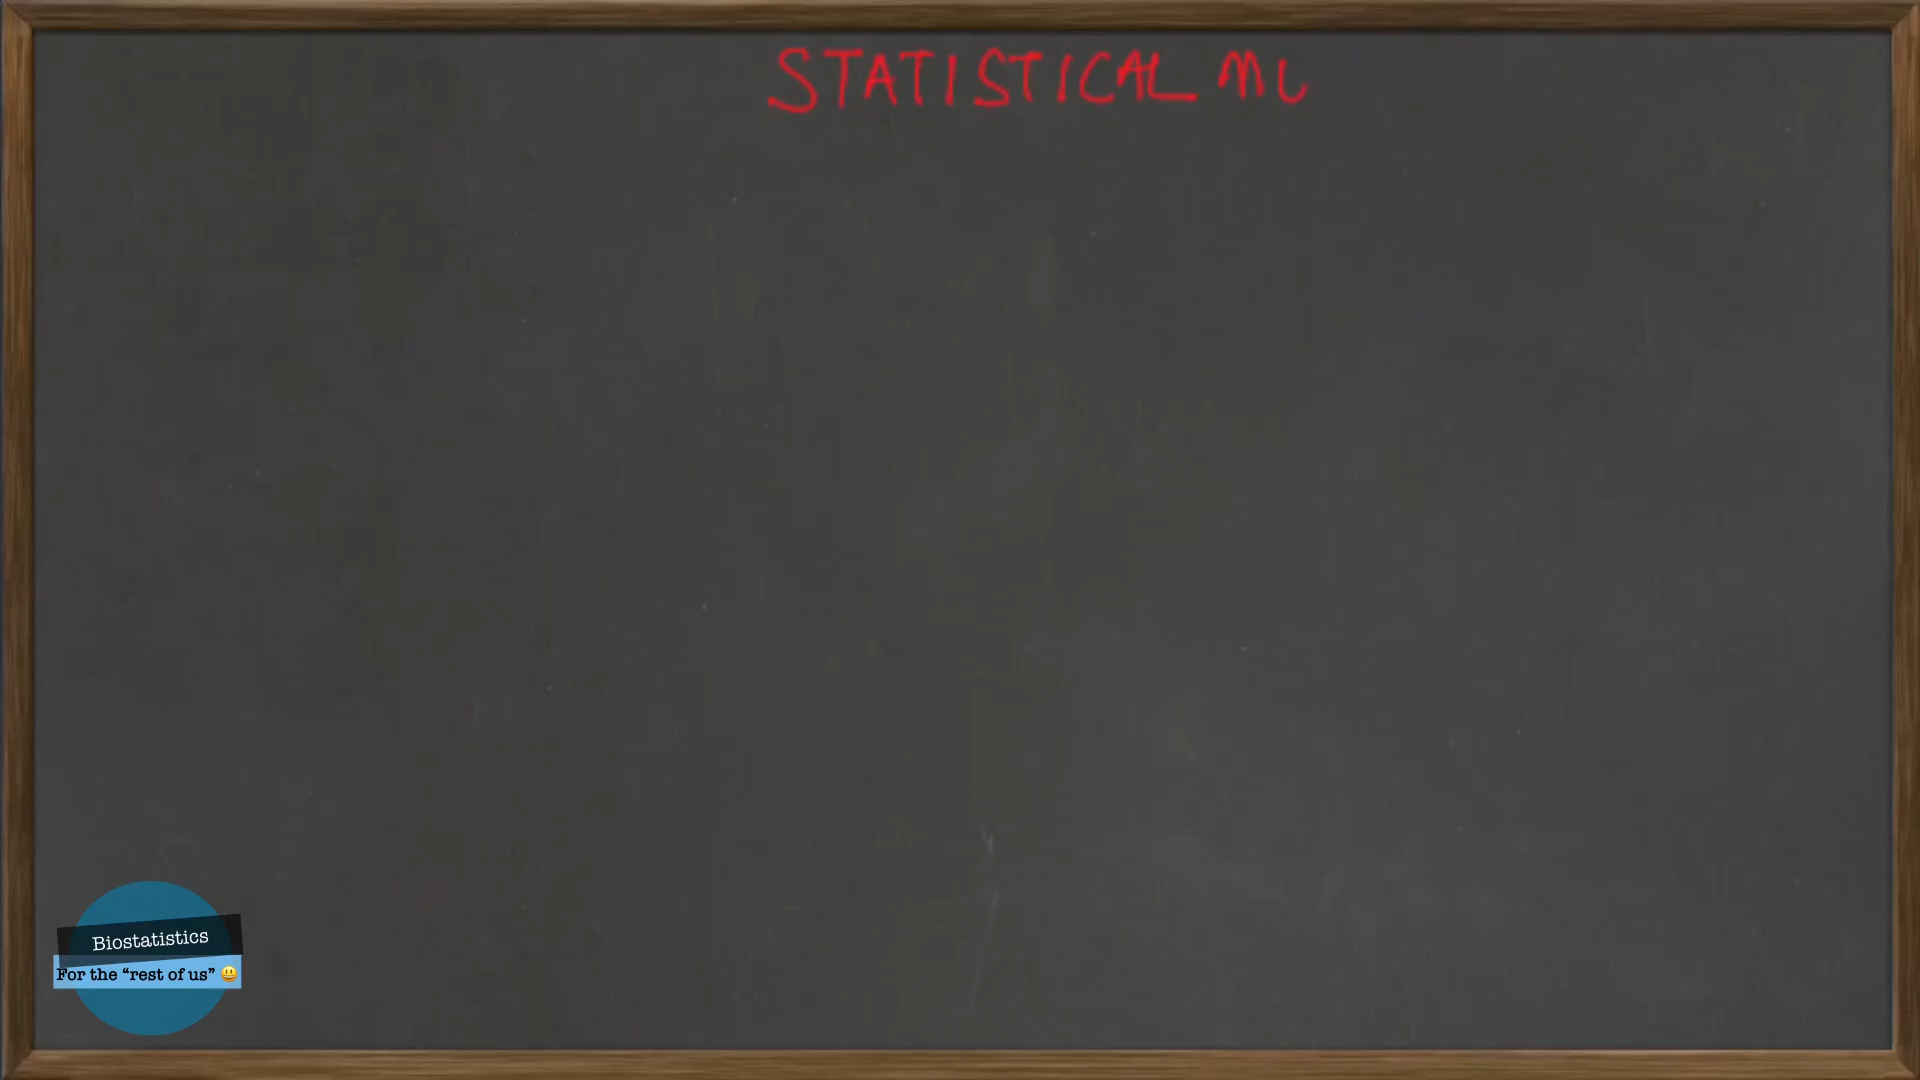 STATISTICAL M
Biostatistics
For the “rest of us” 😃